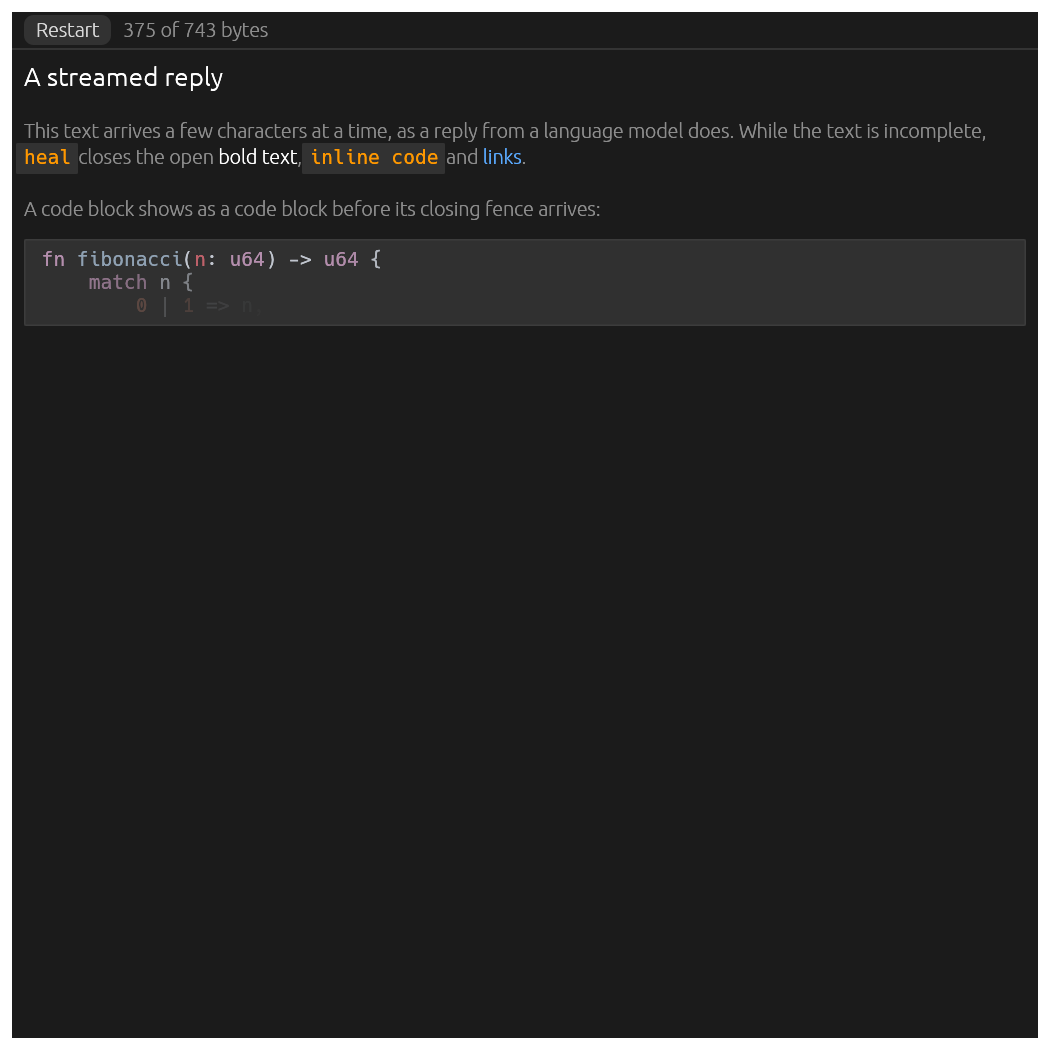 Restart 375 of 743 bytes
A streamed reply
This text arrives a few characters at a time, as a reply from a language model does. While the text is incomplete,
heal closes the open bold text, inline code and links.
A code block shows as a code block before its closing fence arrives:
fn fibonacci(n: u64) -> u64 {
    match n {
        0 | 1 => n,